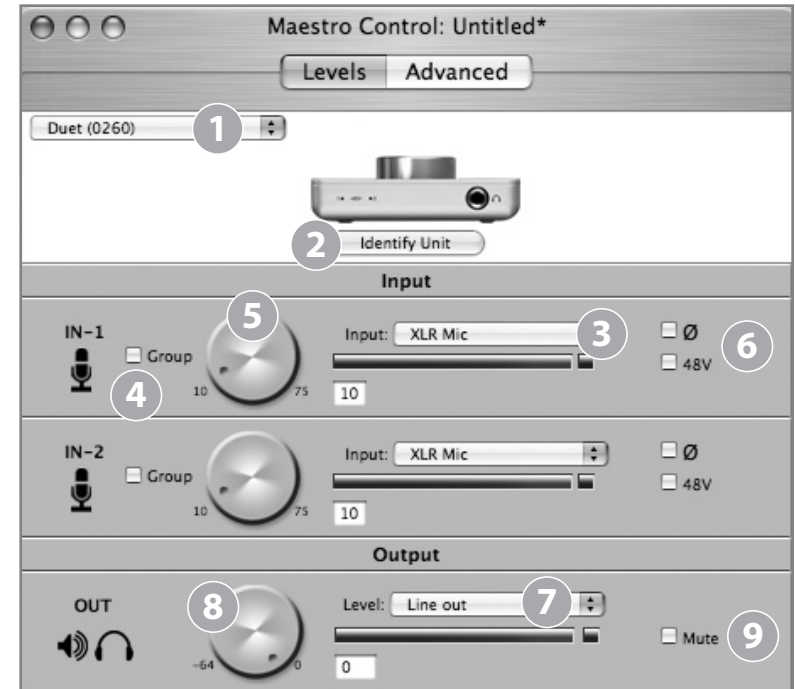 Maestro Control: Untitled*
Levels Advanced
Duet (0260) 1
2 Identify Unit
Input
IN-1 Group 5 Input: XLR Mic 3 Ø 6
4 10 75 10 48V
IN-2 Group Input: XLR Mic Ø
10 75 10 48V
Output
OUT 8 Level: Line out 7
Mute 9
-64 0 0